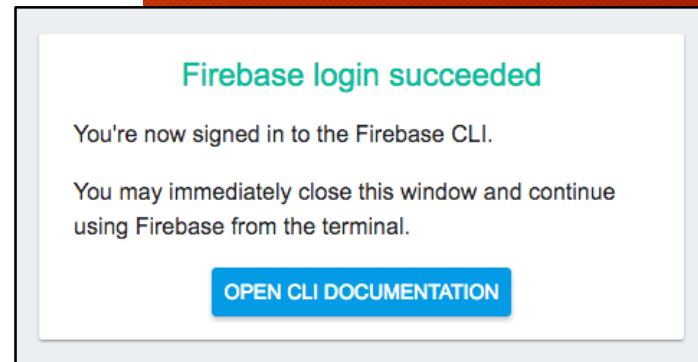 Firebase login succeeded
You're now signed in to the Firebase CLI.
You may immediately close this window and continue
using Firebase from the terminal.
OPEN CLI DOCUMENTATION